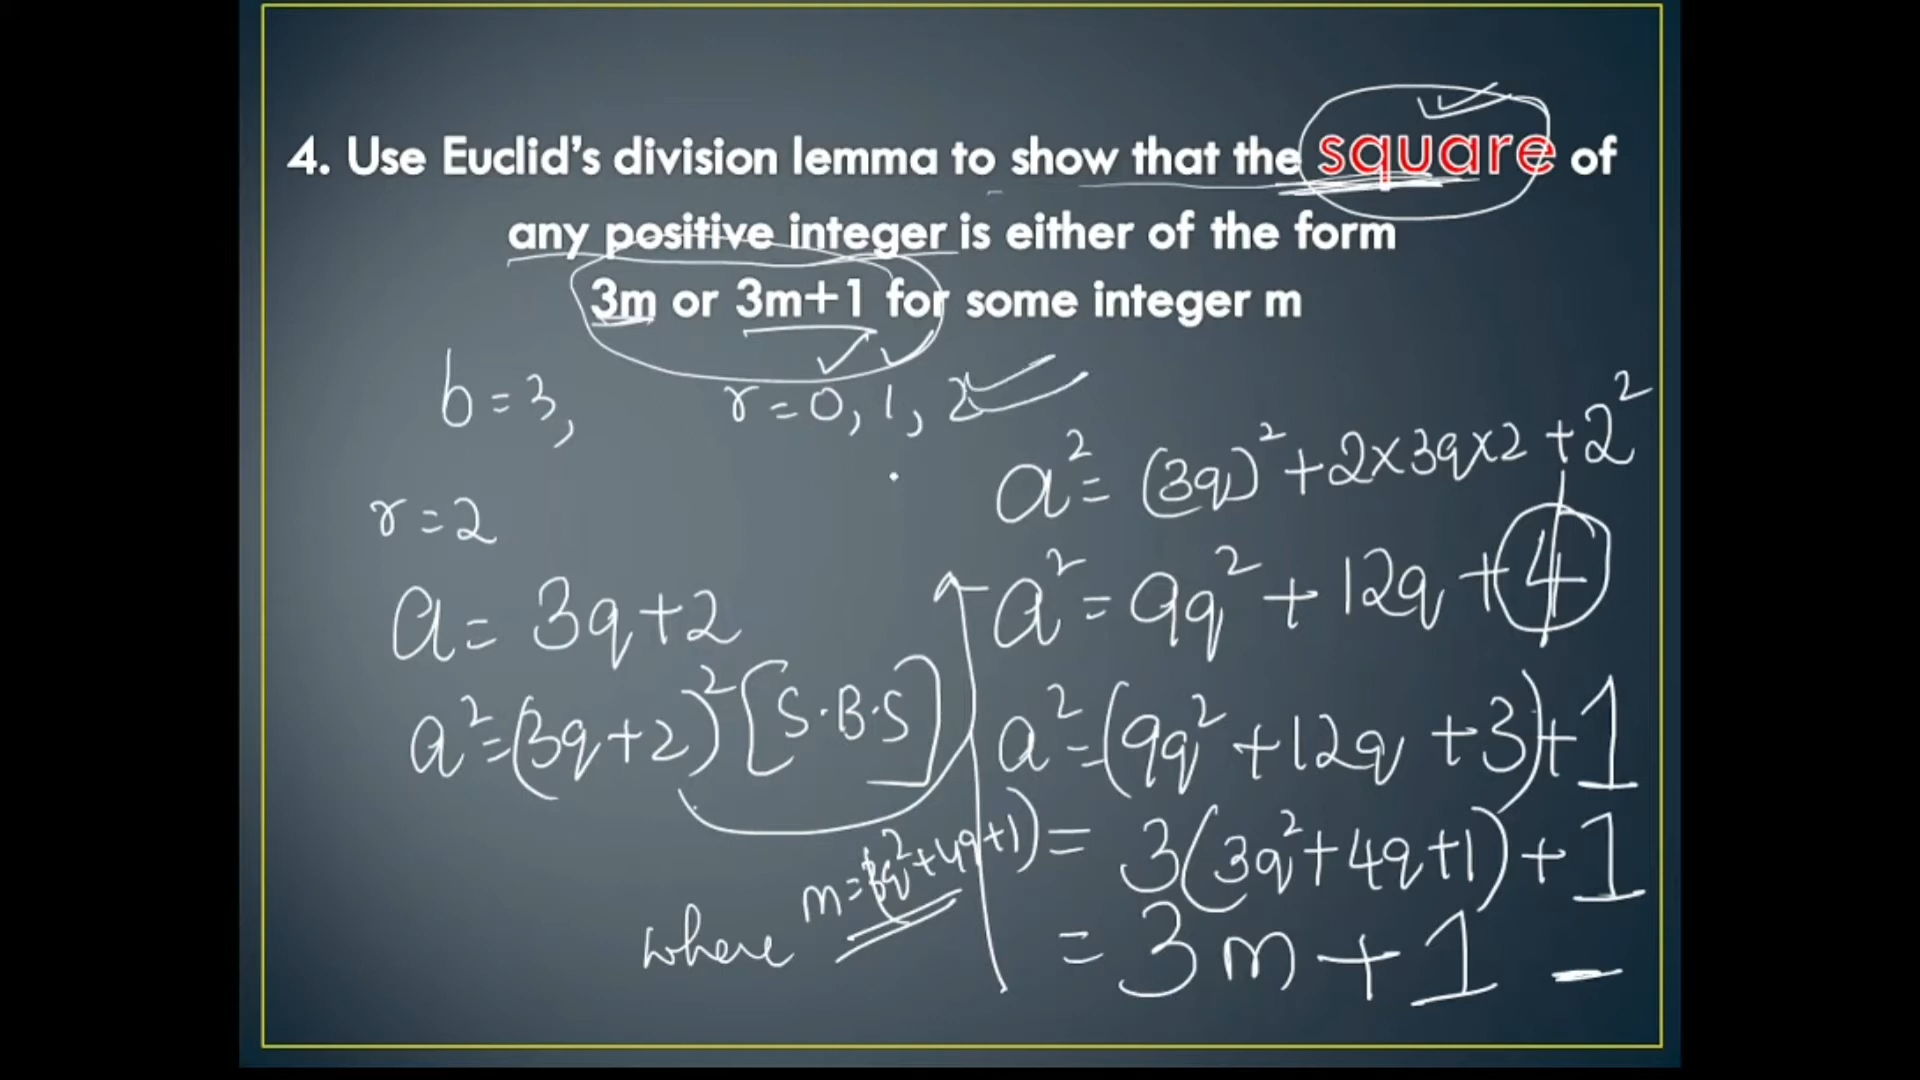 4. Use Euclid's division lemma to show that the square of
any positive integer is either of the form
3m or 3m+1 for some integer m
b=3, r=0, 1, 2
r=2
a=3q+2
a²=(3q+2)² [S.B.S]
a²=(3q)²+2×3q×2+2²
a²=9q²+12q+4
a²=(9q²+12q+3)+1
=3(3q²+4q+1)+1
=3m+1
where m=(3q²+4q+1)